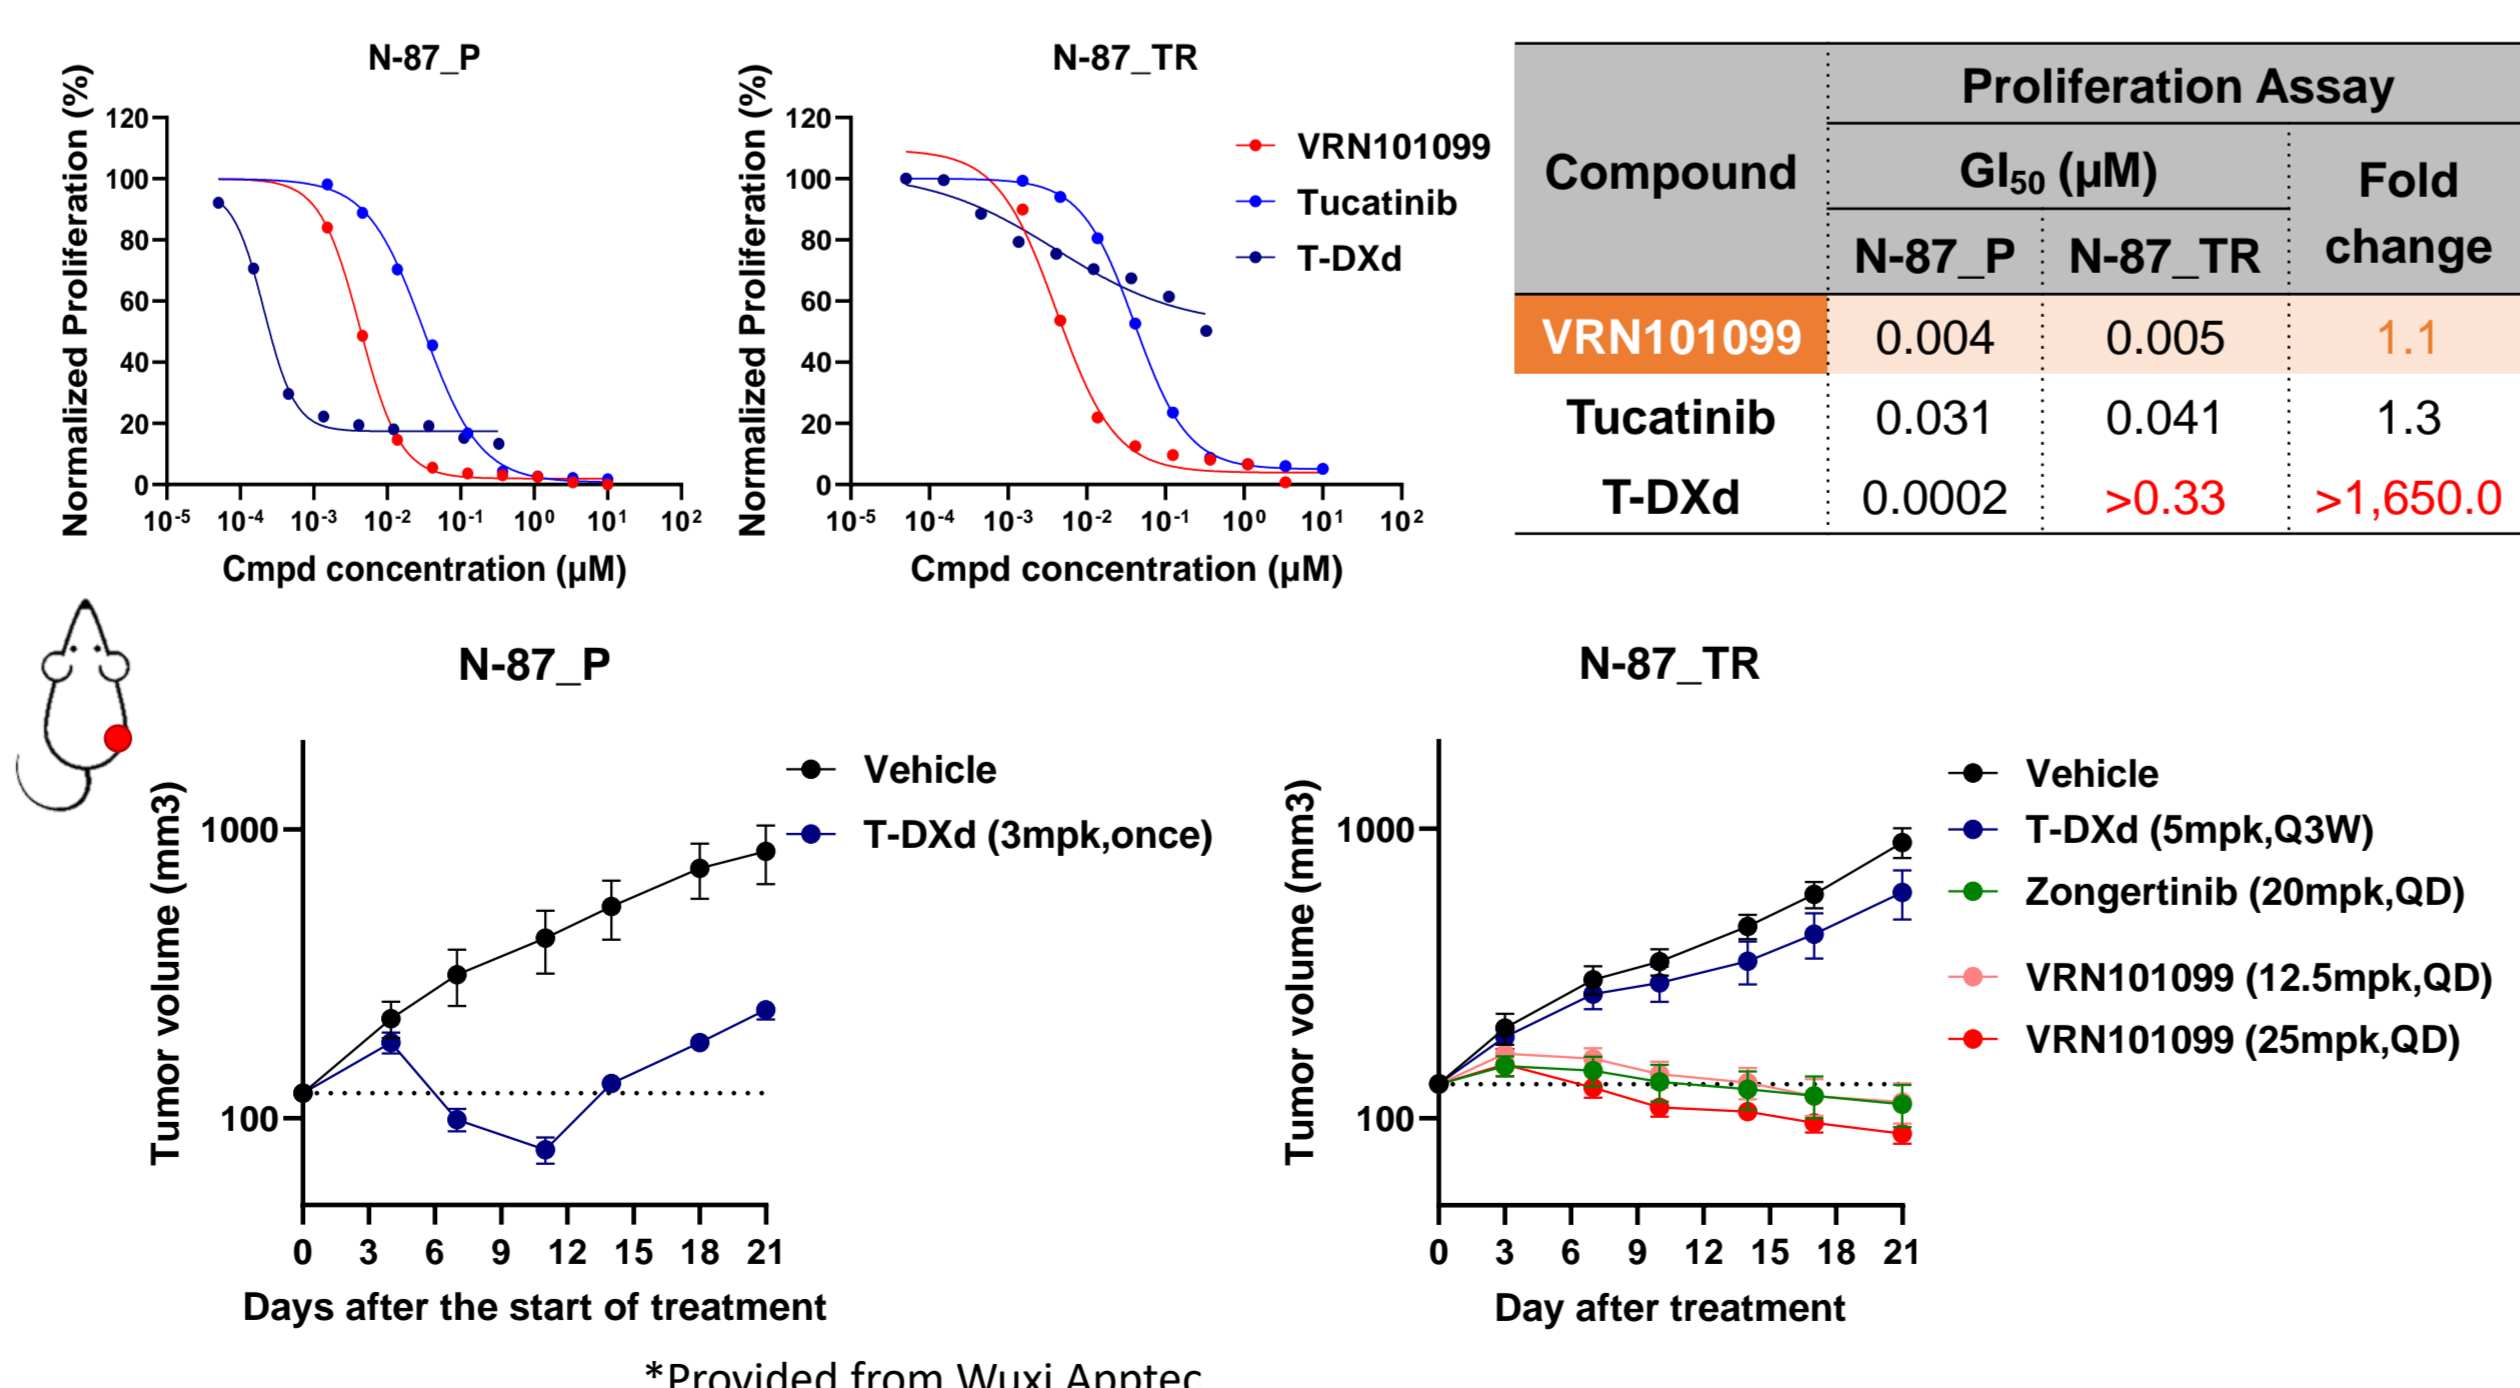 N-87_P
Normalized Proliferation (%)
120
100
80
60
40
20
0
10-5 10-4 10-3 10-2 10-1 100 101 102
Cmpd concentration (µM)
N-87_TR
Normalized Proliferation (%)
120
100
80
60
40
20
0
10-5 10-4 10-3 10-2 10-1 100 101 102
Cmpd concentration (µM)
VRN101099
Tucatinib
T-DXd
Compound
Proliferation Assay
GI50 (µM)
Fold
change
N-87_P N-87_TR
VRN101099 0.004 0.005 1.1
Tucatinib 0.031 0.041 1.3
T-DXd 0.0002 >0.33 >1,650.0
N-87_P
Tumor volume (mm3)
1000
100
0 3 6 9 12 15 18 21
Days after the start of treatment
Vehicle
T-DXd (3mpk,once)
N-87_TR
Tumor volume (mm3)
1000
100
0 3 6 9 12 15 18 21
Day after treatment
Vehicle
T-DXd (5mpk,Q3W)
Zongertinib (20mpk,QD)
VRN101099 (12.5mpk,QD)
VRN101099 (25mpk,QD)
*Provided from Wuxi Apptec